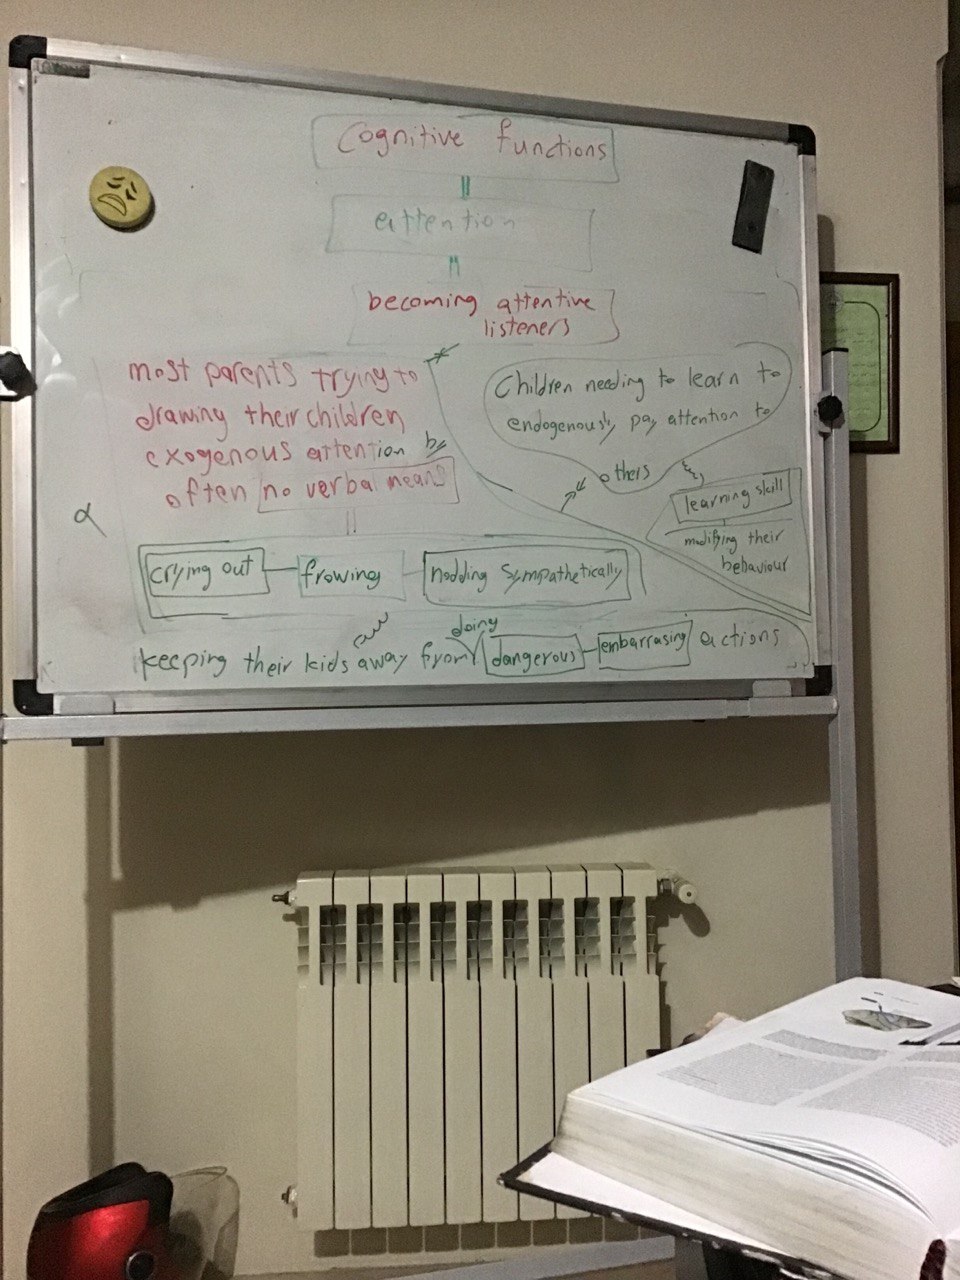 Cognitive functions
attention
becoming attentive
listeners
most parents trying to
drawing their children
exogenous attention by
often no verbal means
Children needing to learn to
endogenously pay attention to
others
learning skill
modifying their
behaviour
α
crying out
frowing
nodding sympathetically
doing
keeping their kids away from dangerous embarrasing actions